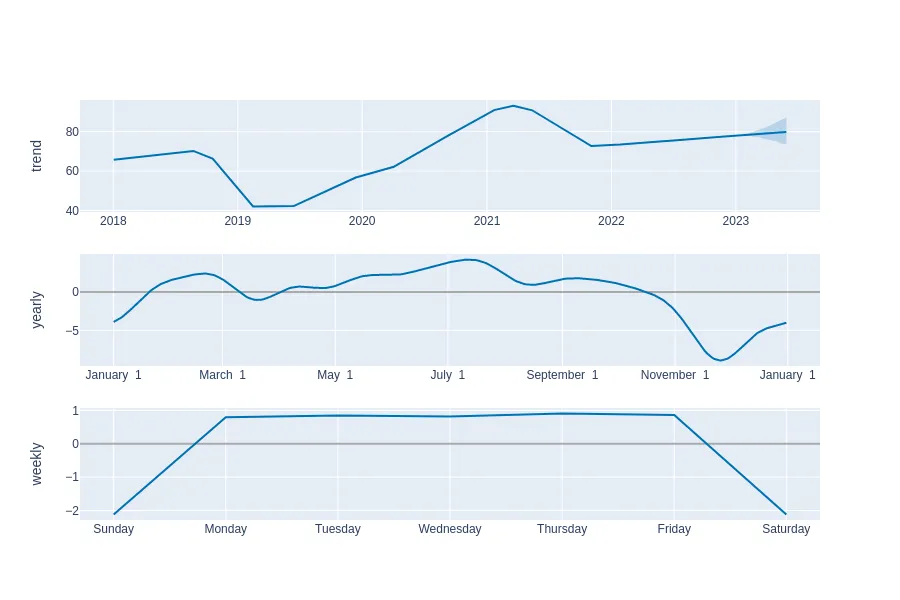 trend
80
60
40
2018 2019 2020 2021 2022 2023
yearly
0
−5
January 1 March 1 May 1 July 1 September 1 November 1 January 1
weekly
1
0
−1
−2
Sunday Monday Tuesday Wednesday Thursday Friday Saturday